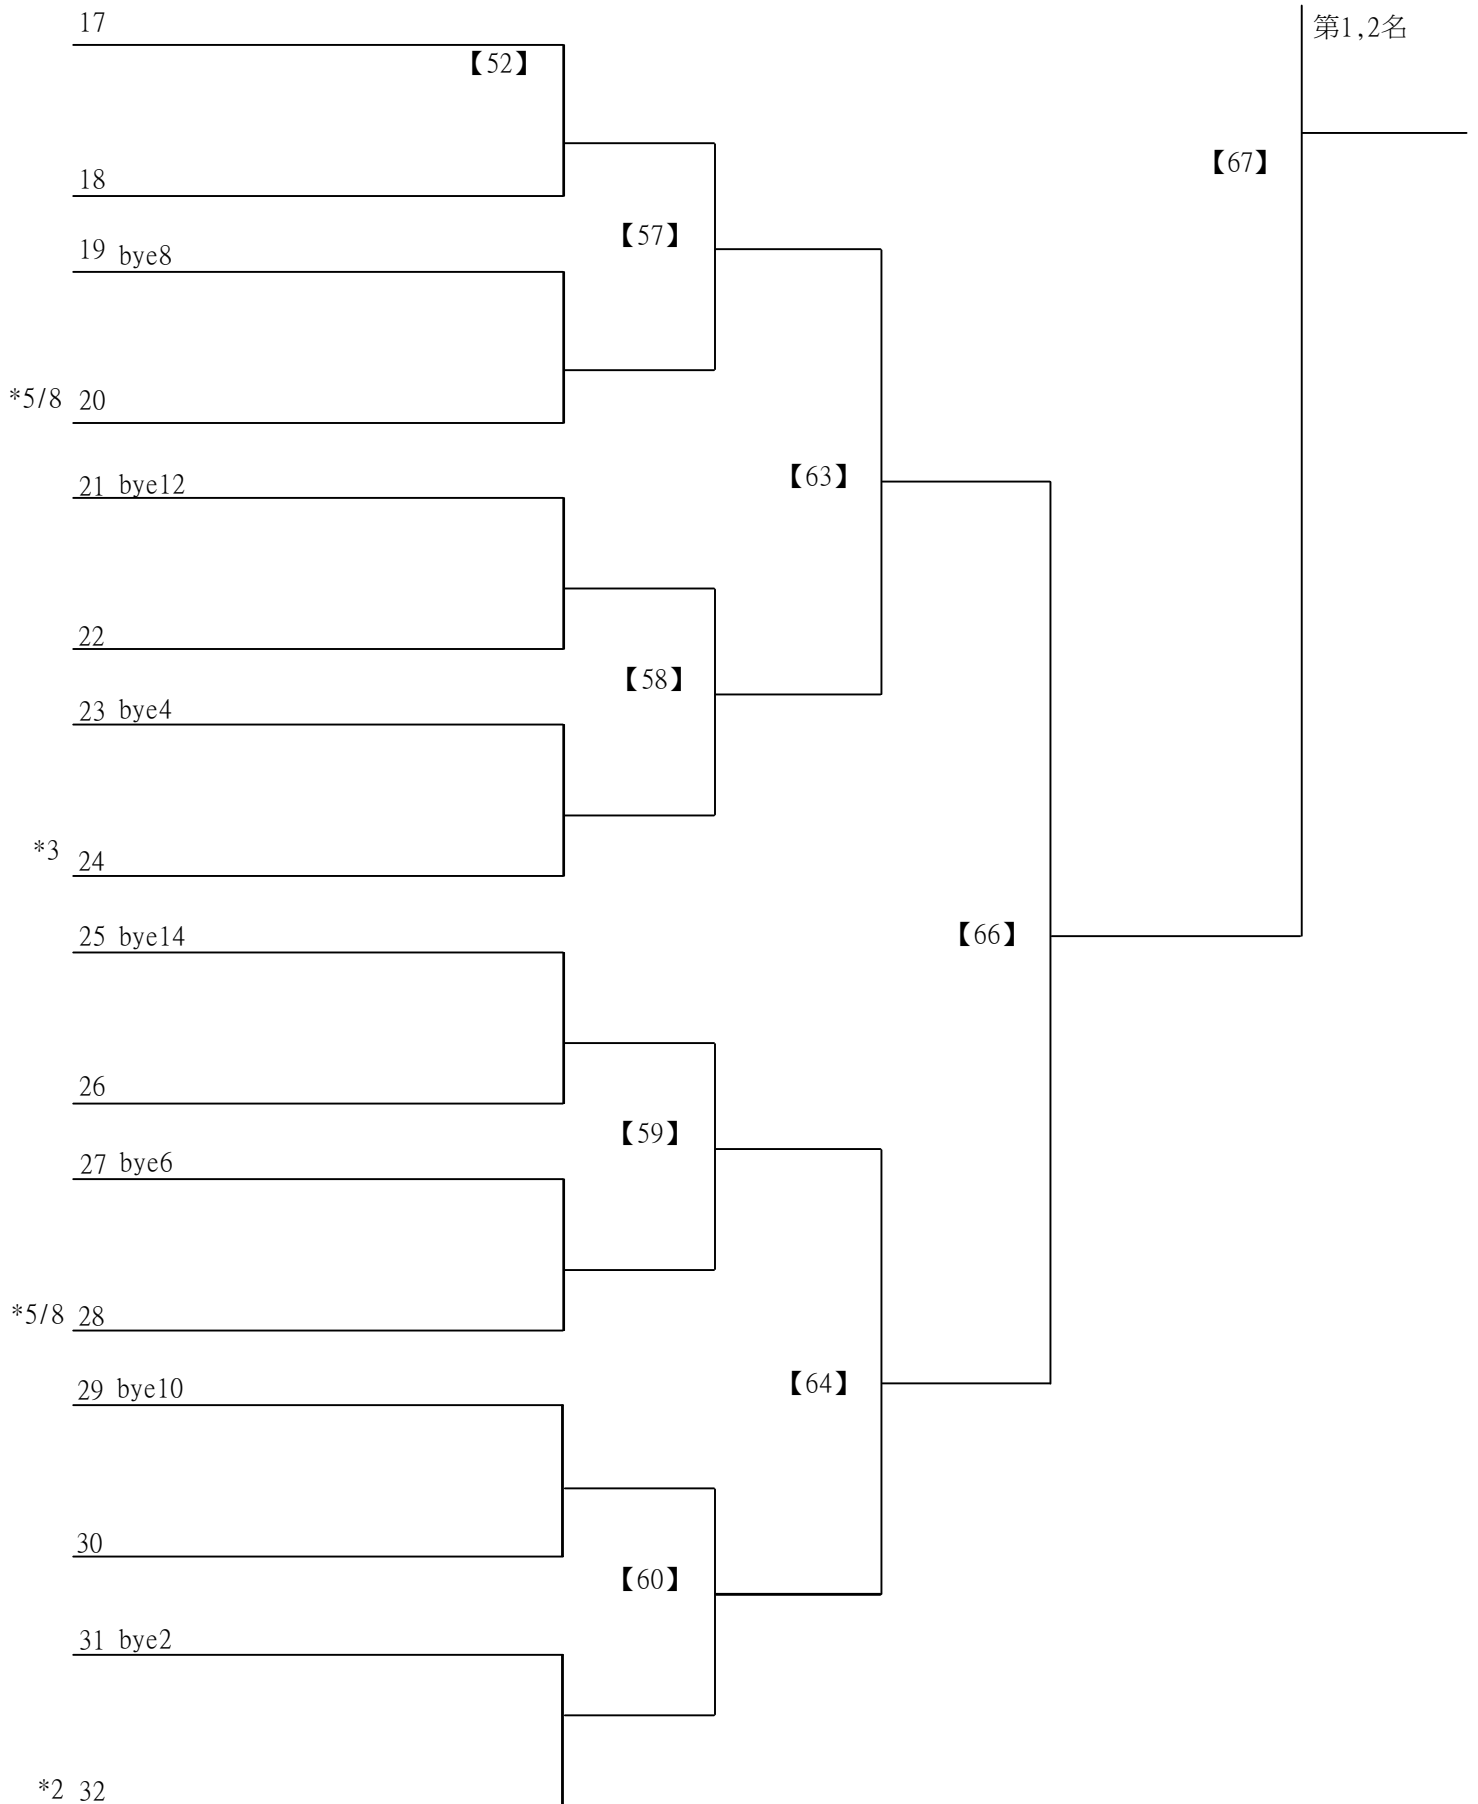 17
第1,2名
【52】
【67】
18
【57】
19 bye8
*5/8 20
【63】
21 bye12
22
【58】
23 bye4
*3 24
25 bye14
【66】
26
【59】
27 bye6
*5/8 28
29 bye10
【64】
30
【60】
31 bye2
*2 32